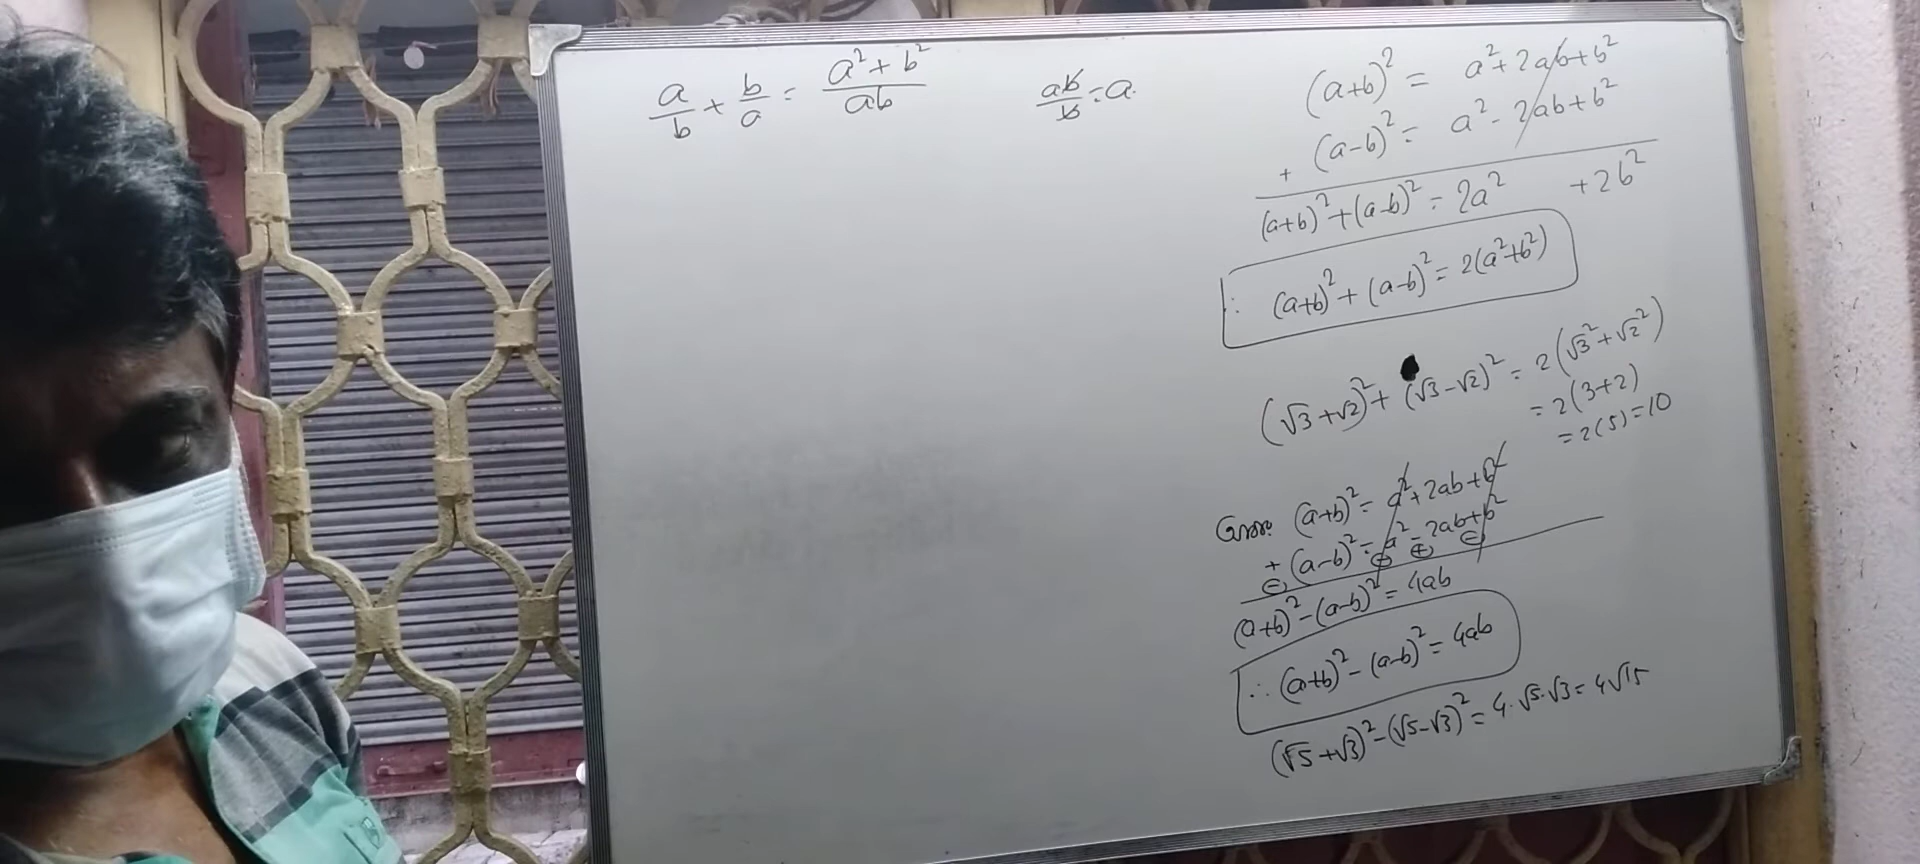 a/b + b/a = (a² + b²)/ab
ab/b = a.
(a+b)² = a² + 2ab + b²
+ (a-b)² = a² - 2ab + b²
(a+b)² + (a-b)² = 2a² + 2b²
∴ (a+b)² + (a-b)² = 2(a²+b²)
(√3 + √2)² + (√3 - √2)² = 2(√3² + √2²)
= 2(3+2)
= 2(5) = 10
(a+b)² = a² + 2ab + b²
+ (a-b)² = a² - 2ab + b²
(-) (-) (+) (-)
(a+b)² - (a-b)² = 4ab
∴ (a+b)² - (a-b)² = 4ab
(√5 + √3)² - (√5 - √3)² = 4·√5·√3 = 4√15